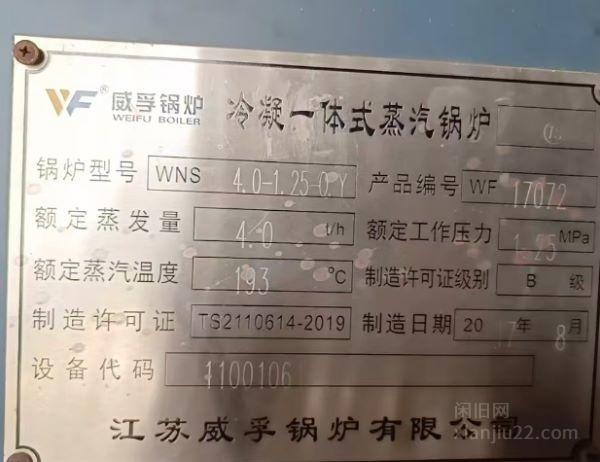 WF® 威孚锅炉 冷凝一体式蒸汽锅炉
WEIFU BOILER
锅炉型号 WNS 4.0-1.25-Q.Y 产品编号 WF 17072
额定蒸发量 4.0 t/h 额定工作压力 1.25 MPa
额定蒸汽温度 193 ℃ 制造许可证级别 B 级
制造许可证 TS2110614-2019 制造日期 2017年8月
设备代码 1100106
江苏威孚锅炉有限公司
闲旧网
xianjiu22.com